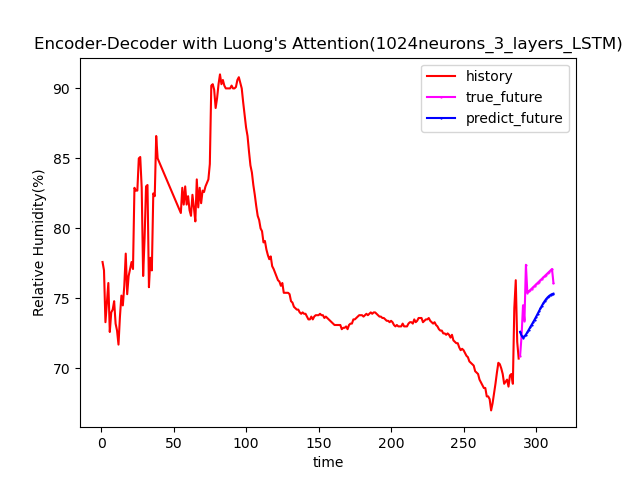 Encoder-Decoder with Luong's Attention(1024neurons_3_layers_LSTM)
history
true_future
predict_future
Relative Humidity(%)
90
85
80
75
70
0 50 100 150 200 250 300
time